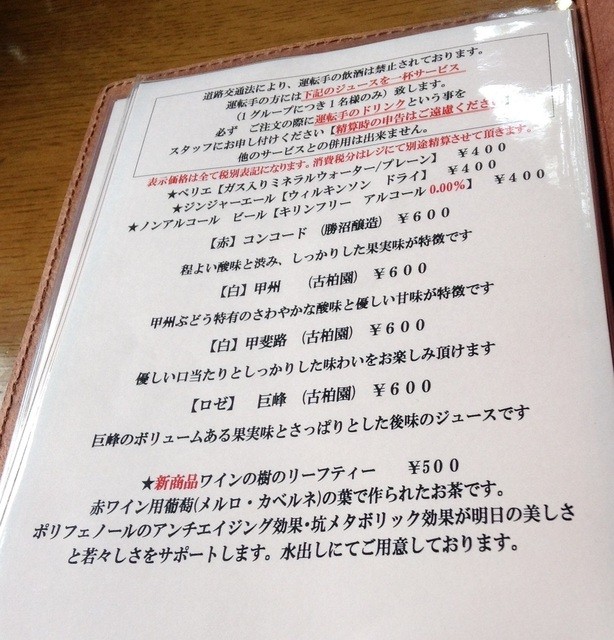 道路交通法により、運転手の飲酒は禁止されております。
運転手の方には下記のジュースを一杯サービス
(1グループにつき1名様のみ) 致します。
必ず ご注文の際に運転手のドリンクという事を
スタッフにお申し付けください【精算時の申告はご遠慮ください】
他のサービスとの併用は出来ません。
表示価格は全て税別表記になります。消費税分はレジにて別途精算させて頂きます。
★ペリエ【ガス入りミネラルウォーター/プレーン】 ￥400
★ジンジャーエール【ウィルキンソン ドライ】 ￥400
★ノンアルコール ビール【キリンフリー アルコール0.00%】 ￥400
【赤】コンコード (勝沼醸造) ￥600
程よい酸味と渋み、しっかりした果実味が特徴です
【白】甲州 (古柏園) ￥600
甲州ぶどう特有のさわやかな酸味と優しい甘味が特徴です
【白】甲斐路 (古柏園) ￥600
優しい口当たりとしっかりした味わいをお楽しみ頂けます
【ロゼ】 巨峰 (古柏園) ￥600
巨峰のボリュームある果実味とさっぱりとした後味のジュースです
★新商品ワインの樹のリーフティー ￥500
赤ワイン用葡萄(メルロ・カベルネ)の葉で作られたお茶です。
ポリフェノールのアンチエイジング効果・坑メタボリック効果が明日の美しさ
と若々しさをサポートします。水出しにてご用意しております。